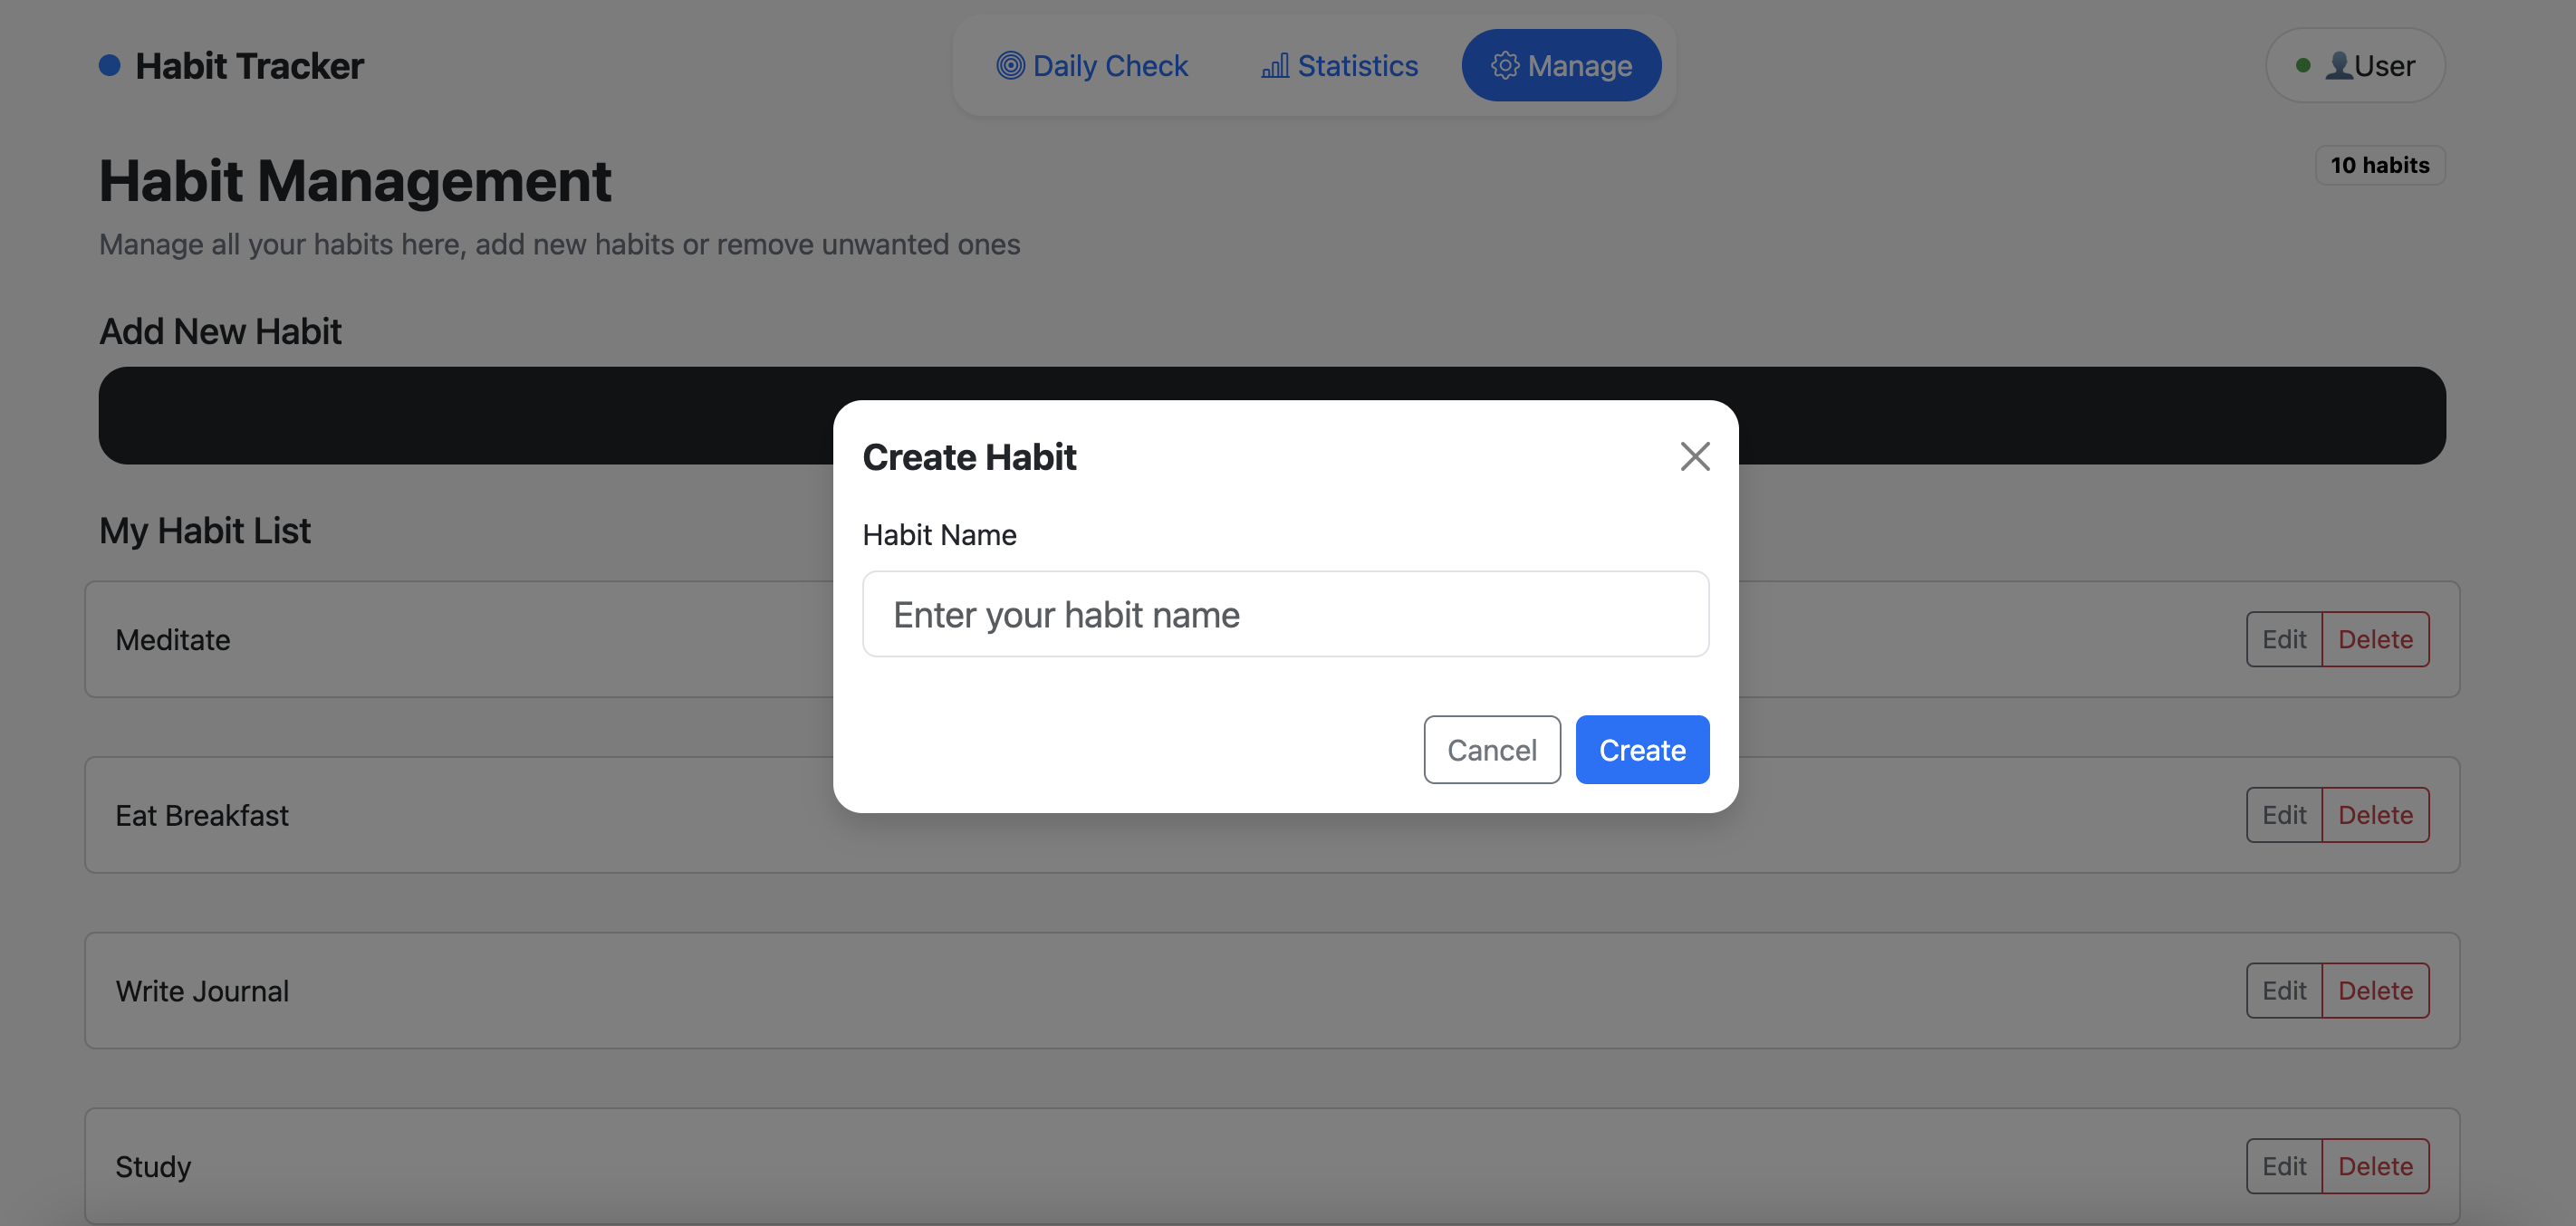 Habit Tracker
Daily Check
Statistics
Manage
User
Habit Management
10 habits
Manage all your habits here, add new habits or remove unwanted ones
Add New Habit
Create Habit
Habit Name
Enter your habit name
Cancel
Create
My Habit List
Meditate
Edit
Delete
Eat Breakfast
Edit
Delete
Write Journal
Edit
Delete
Study
Edit
Delete